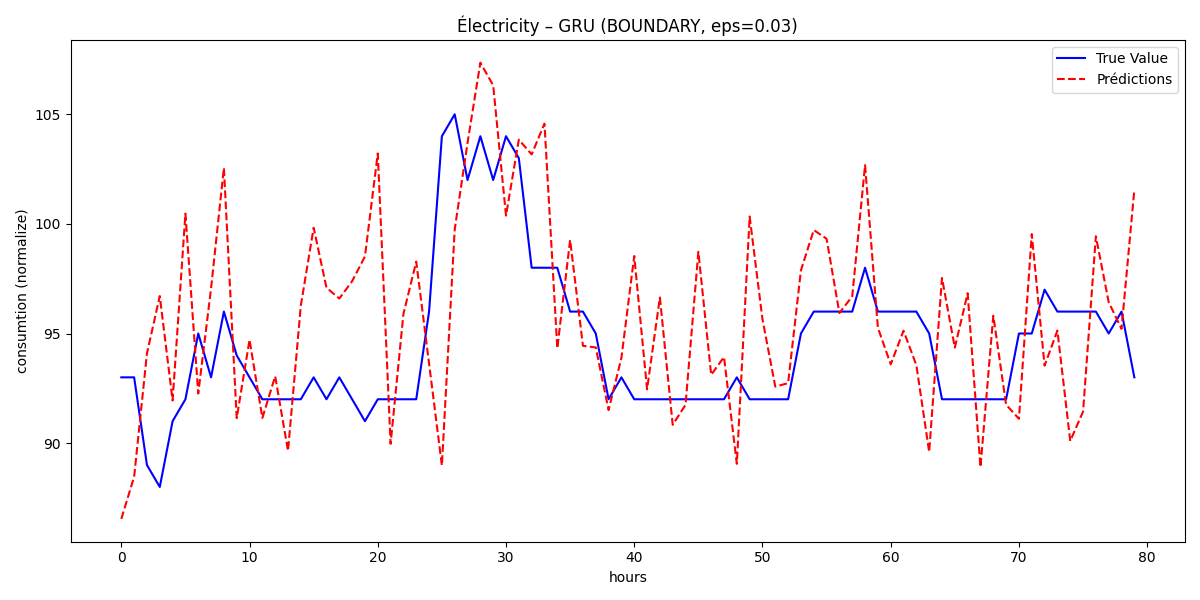 Électricity – GRU (BOUNDARY, eps=0.03)
True Value
Prédictions
105
100
95
90
consumtion (normalize)
0 10 20 30 40 50 60 70 80
hours